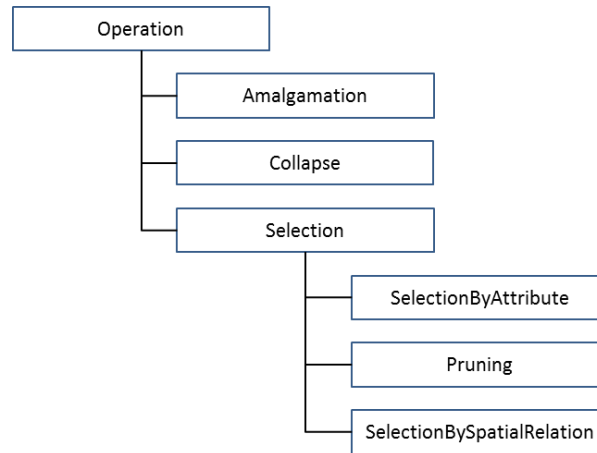 Operation
Amalgamation
Collapse
Selection
SelectionByAttribute
Pruning
SelectionBySpatialRelation